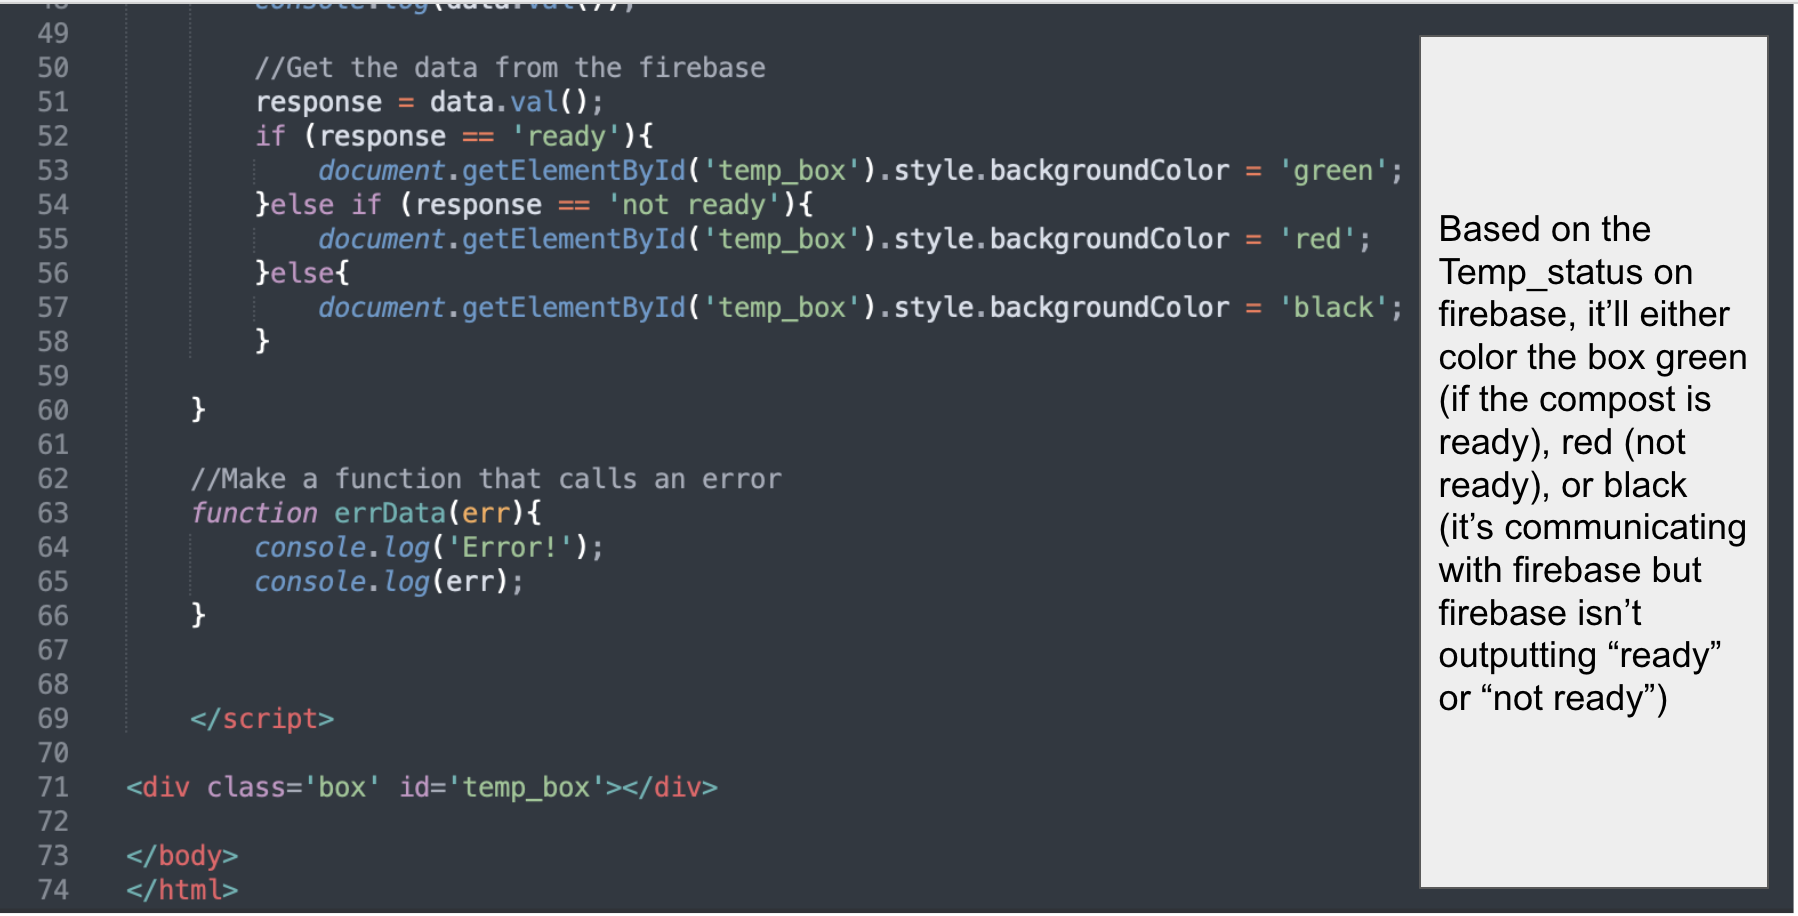 48 console.log(data.val());
49
50 //Get the data from the firebase
51 response = data.val();
52 if (response == 'ready'){
53 document.getElementById('temp_box').style.backgroundColor = 'green';
54 }else if (response == 'not ready'){
55 document.getElementById('temp_box').style.backgroundColor = 'red';
56 }else{
57 document.getElementById('temp_box').style.backgroundColor = 'black';
58 }
59
60 }
61
62 //Make a function that calls an error
63 function errData(err){
64 console.log('Error!');
65 console.log(err);
66 }
67
68
69 </script>
70
71 <div class='box' id='temp_box'></div>
72
73 </body>
74 </html>
Based on the
Temp_status on
firebase, it’ll either
color the box green
(if the compost is
ready), red (not
ready), or black
(it’s communicating
with firebase but
firebase isn’t
outputting “ready”
or “not ready”)